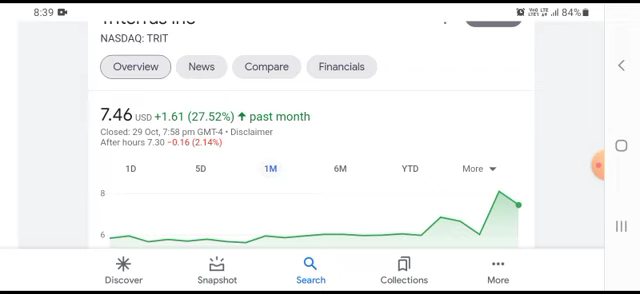 8:39
84%
Triterras Inc
NASDAQ: TRIT
Overview News Compare Financials
7.46 USD +1.61 (27.52%) ↑ past month
Closed: 29 Oct, 7:58 pm GMT-4 • Disclaimer
After hours 7.30 −0.16 (2.14%)
1D 5D 1M 6M YTD More
8
6
Discover Snapshot Search Collections More